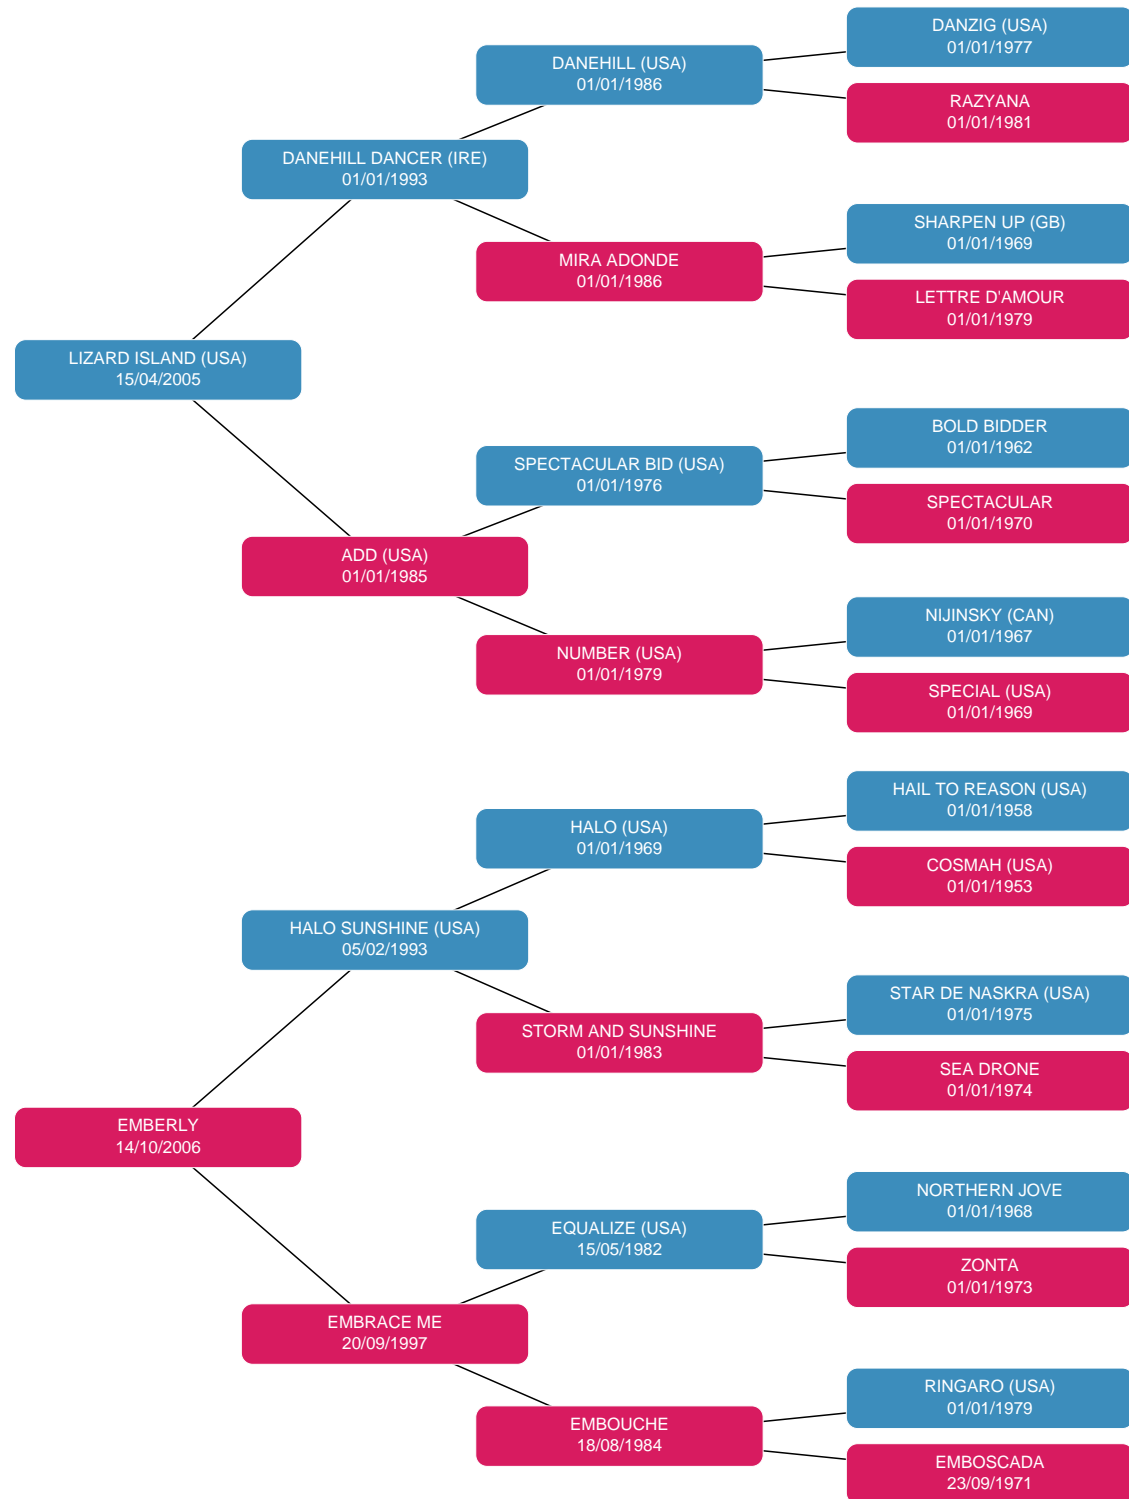 DANZIG (USA)
01/01/1977
DANEHILL (USA)
01/01/1986
RAZYANA
01/01/1981
DANEHILL DANCER (IRE)
01/01/1993
SHARPEN UP (GB)
01/01/1969
MIRA ADONDE
01/01/1986
LETTRE D'AMOUR
01/01/1979
LIZARD ISLAND (USA)
15/04/2005
BOLD BIDDER
01/01/1962
SPECTACULAR BID (USA)
01/01/1976
SPECTACULAR
01/01/1970
ADD (USA)
01/01/1985
NIJINSKY (CAN)
01/01/1967
NUMBER (USA)
01/01/1979
SPECIAL (USA)
01/01/1969
HAIL TO REASON (USA)
01/01/1958
HALO (USA)
01/01/1969
COSMAH (USA)
01/01/1953
HALO SUNSHINE (USA)
05/02/1993
STAR DE NASKRA (USA)
01/01/1975
STORM AND SUNSHINE
01/01/1983
SEA DRONE
01/01/1974
EMBERLY
14/10/2006
NORTHERN JOVE
01/01/1968
EQUALIZE (USA)
15/05/1982
ZONTA
01/01/1973
EMBRACE ME
20/09/1997
RINGARO (USA)
01/01/1979
EMBOUCHE
18/08/1984
EMBOSCADA
23/09/1971